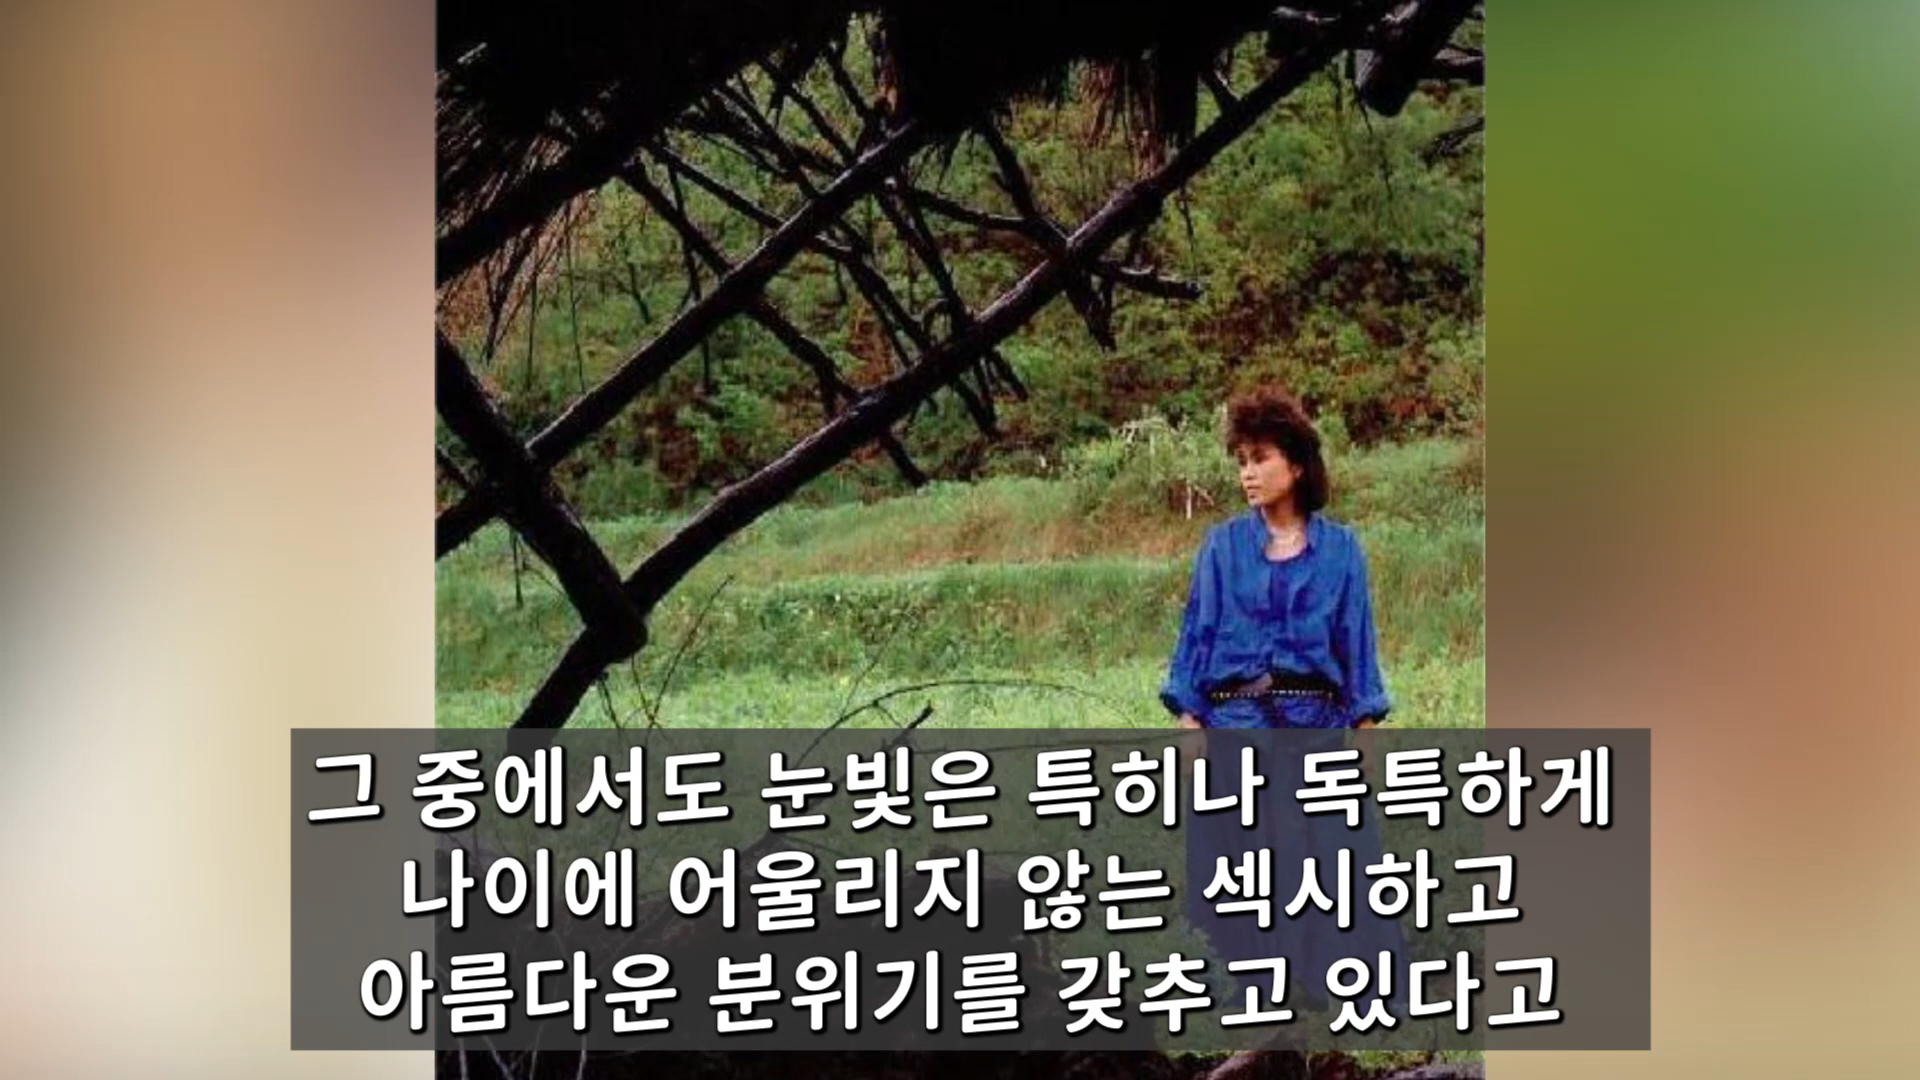 그 중에서도 눈빛은 특히나 독특하게
나이에 어울리지 않는 섹시하고
아름다운 분위기를 갖추고 있다고